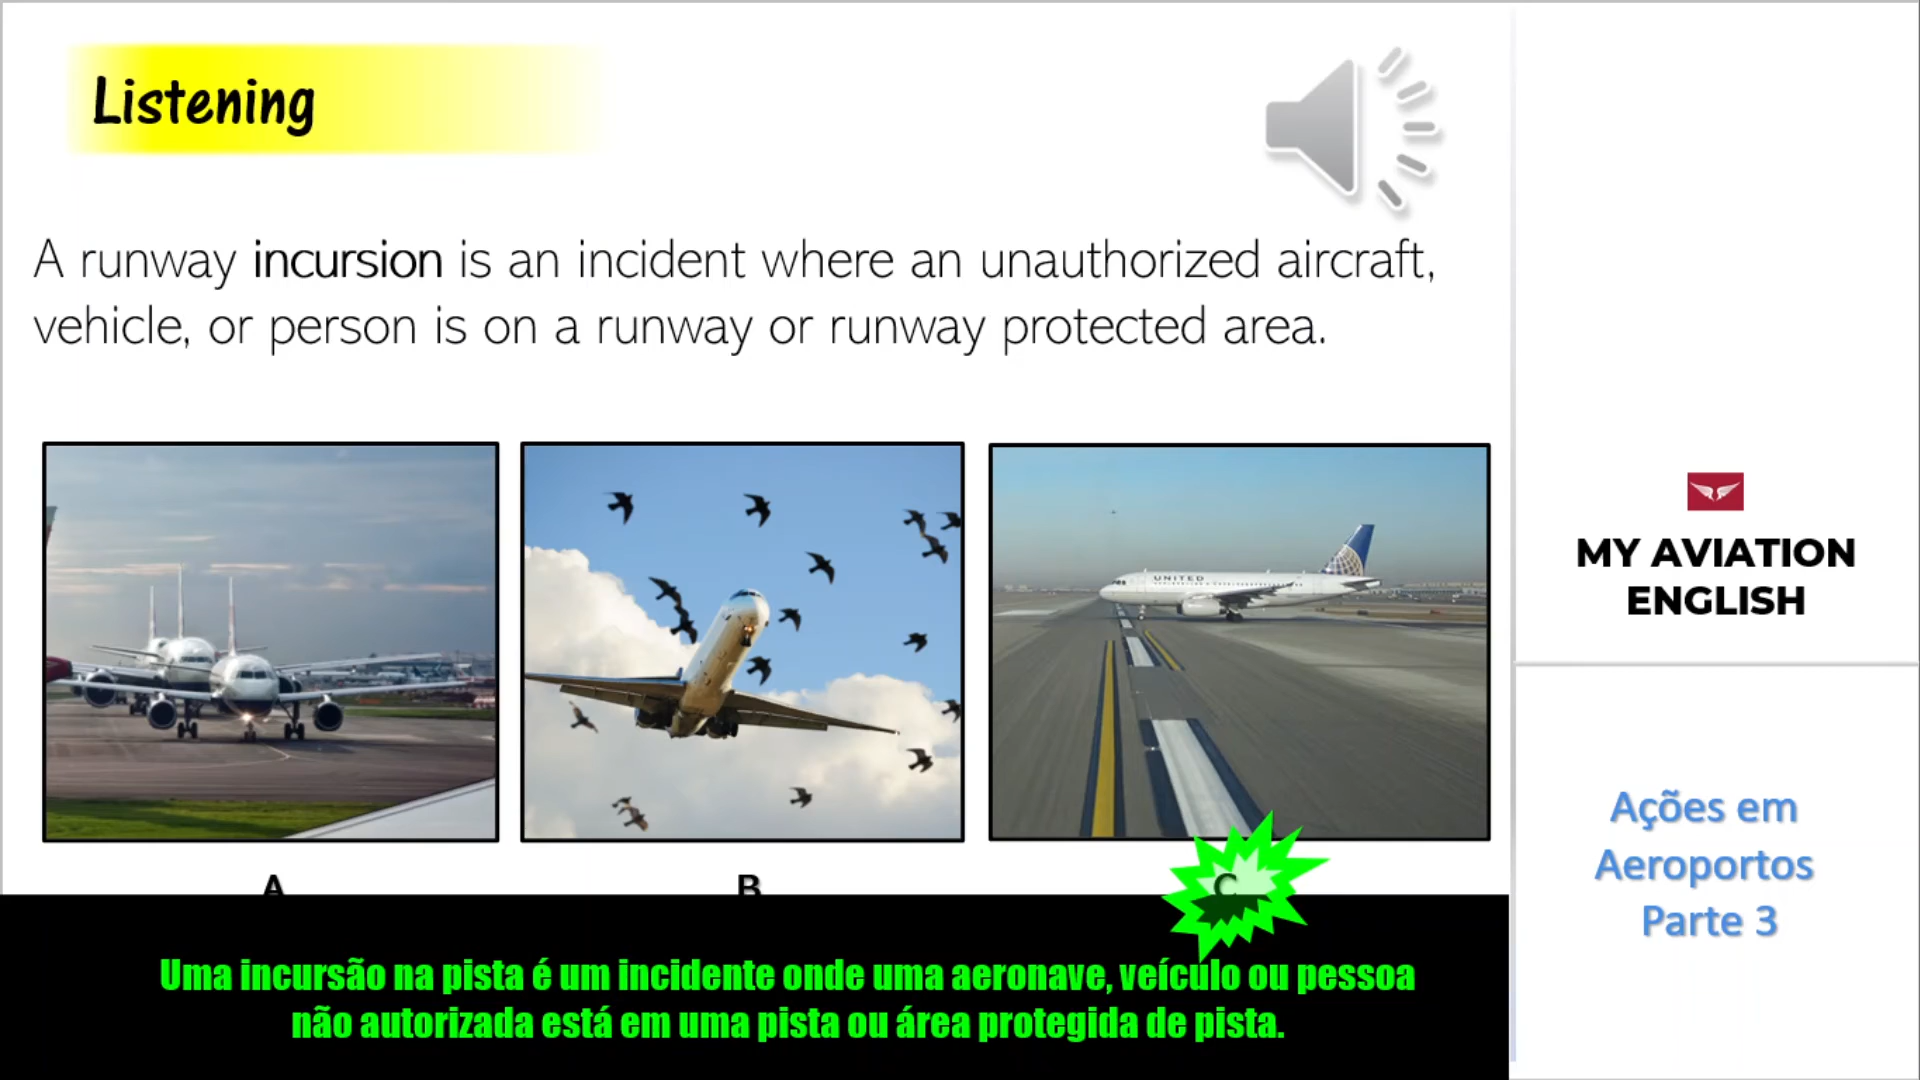 Listening
A runway incursion is an incident where an unauthorized aircraft,
vehicle, or person is on a runway or runway protected area.
UNITED
A
B
C
Uma incursão na pista é um incidente onde uma aeronave, veículo ou pessoa
não autorizada está em uma pista ou área protegida de pista.
MY AVIATION
ENGLISH
Ações em
Aeroportos
Parte 3